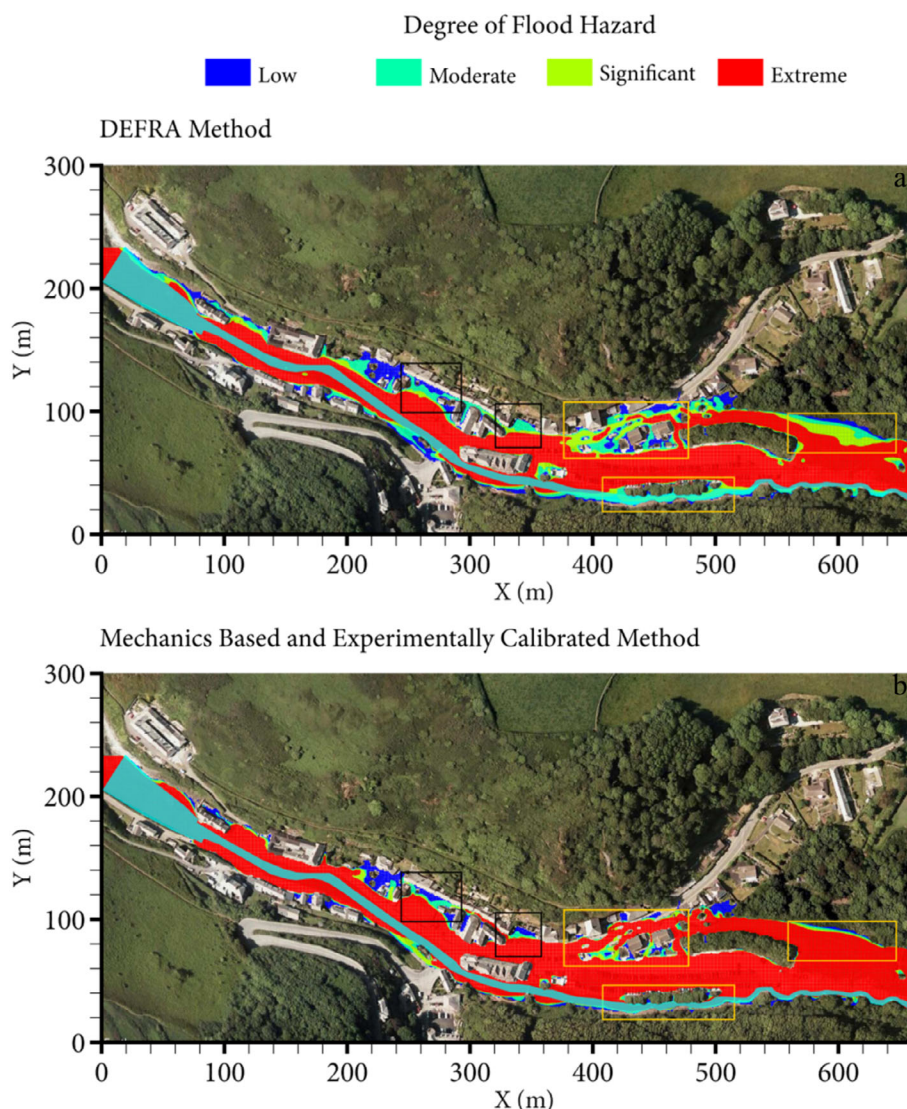 Degree of Flood Hazard
Low Moderate Significant Extreme
DEFRA Method
a
300
200
100
0
Y (m)
0 100 200 300 400 500 600
X (m)
Mechanics Based and Experimentally Calibrated Method
b
300
200
100
0
Y (m)
0 100 200 300 400 500 600
X (m)